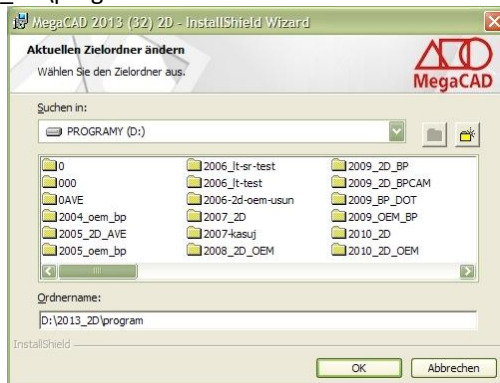 MegaCAD 2013 (32) 2D - InstallShield Wizard
Aktuellen Zielordner ändern
Wählen Sie den Zielordner aus.
MegaCAD
Suchen in:
PROGRAMY (D:)
0 2006_lt-sr-test 2009_2D_BP
000 2006_lt-test 2009_2D_BPCAM
0AVE 2006-2d-oem-usun 2009_BP_DOT
2004_oem_bp 2007_2D 2009_OEM_BP
2005_2D_AVE 2007-kasuj 2010_2D
2005_oem_bp 2008_2D_OEM 2010_2D_OEM
Ordnername:
D:\2013_2D\program
InstallShield
OK Abbrechen